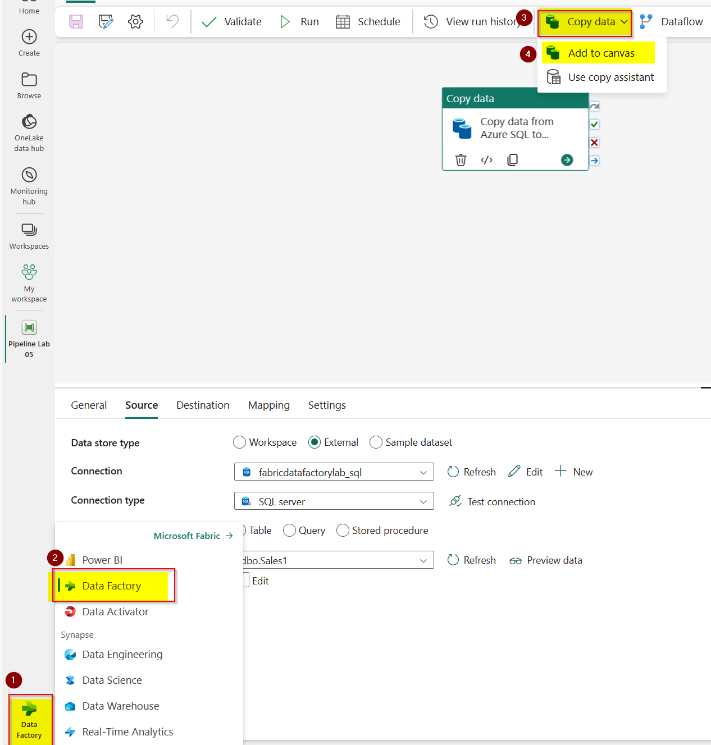 Home
Create
Browse
OneLake
data hub
Monitoring
hub
Workspaces
My
workspace
Pipeline Lab
05
1
Data
Factory
Validate
Run
Schedule
View run history
3
Copy data
Dataflow
4
Add to canvas
Use copy assistant
Copy data
Copy data from
Azure SQL to...
General Source Destination Mapping Settings
Data store type Workspace External Sample dataset
Connection fabricdatafactorylab_sql Refresh Edit New
Connection type SQL server Test connection
Table Query Stored procedure
dbo.Sales1 Refresh Preview data
Edit
Microsoft Fabric
2
Power BI
Data Factory
Data Activator
Synapse
Data Engineering
Data Science
Data Warehouse
Real-Time Analytics